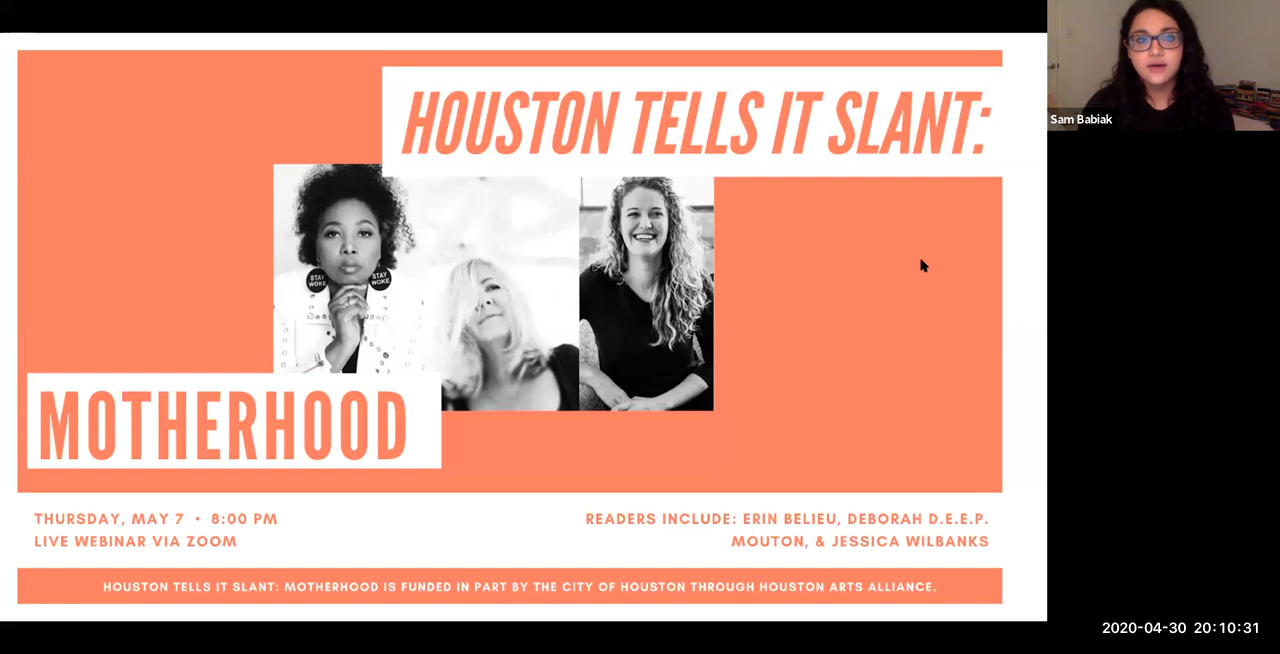 HOUSTON TELLS IT SLANT:
STAY
WOKE
STAY
WOKE
MOTHERHOOD
THURSDAY, MAY 7 • 8:00 PM
LIVE WEBINAR VIA ZOOM
READERS INCLUDE: ERIN BELIEU, DEBORAH D.E.E.P.
MOUTON, & JESSICA WILBANKS
HOUSTON TELLS IT SLANT: MOTHERHOOD IS FUNDED IN PART BY THE CITY OF HOUSTON THROUGH HOUSTON ARTS ALLIANCE.
Sam Babiak
2020-04-30 20:10:31